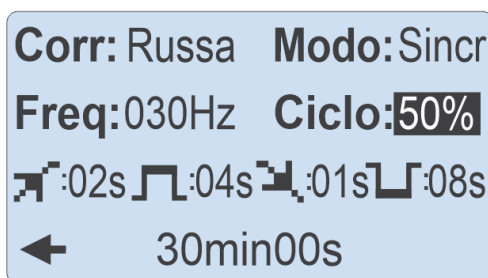 Corr: Russa Modo: Sincr
Freq:030Hz Ciclo:50%
:02s :04s :01s :08s
30min00s